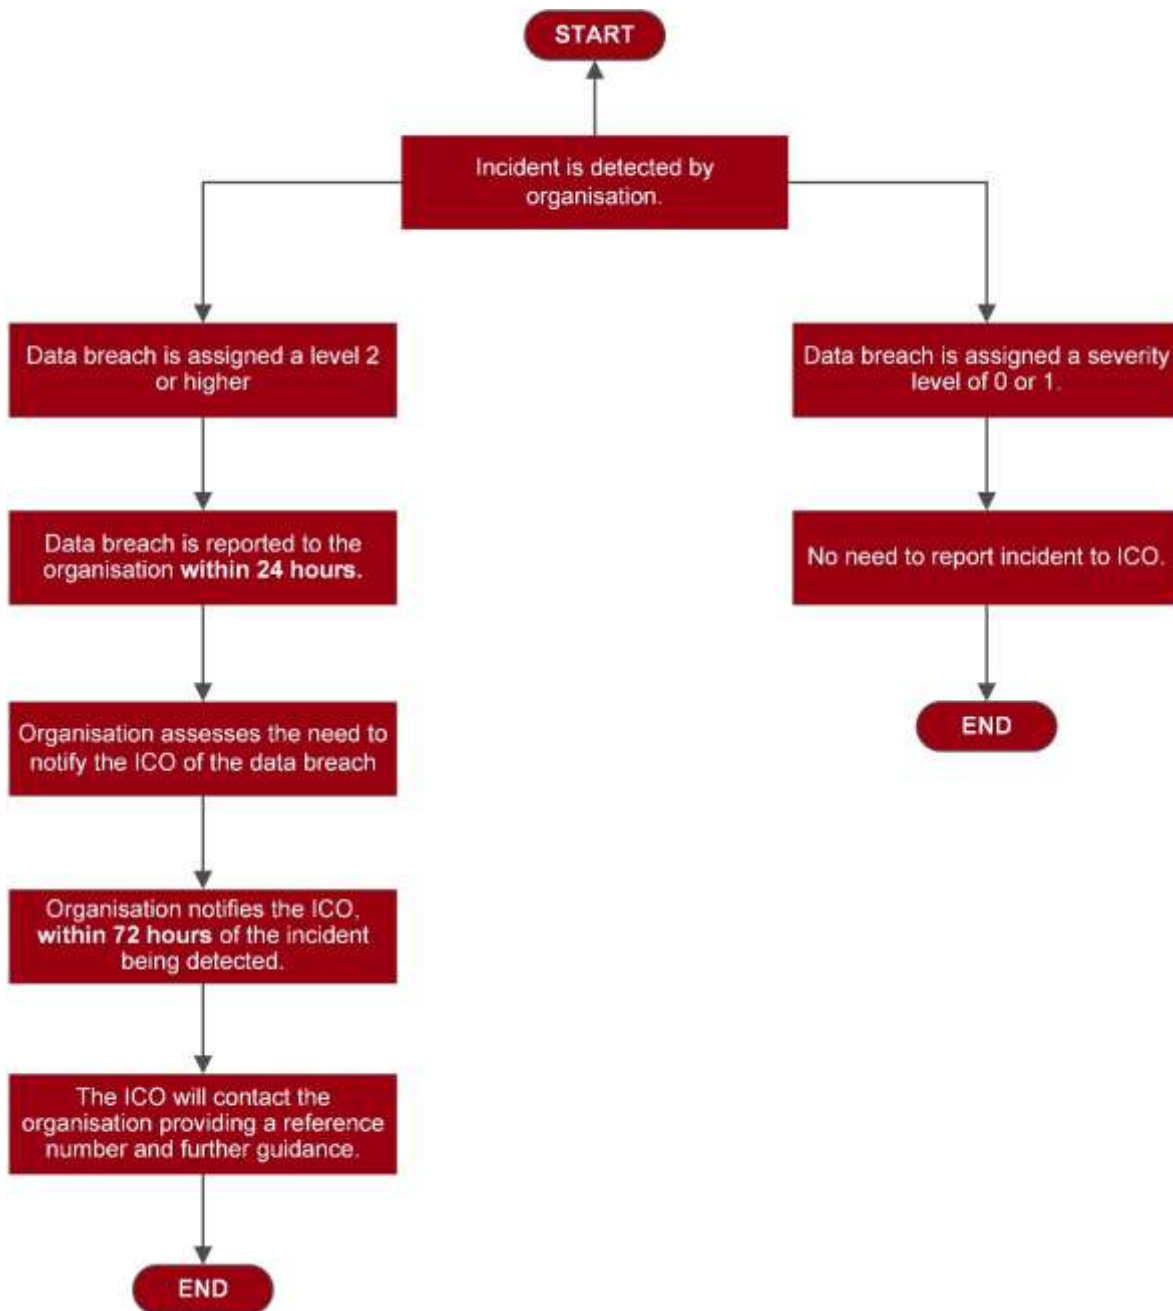 START
Incident is detected by
organisation.
Data breach is assigned a level 2
or higher
Data breach is assigned a severity
level of 0 or 1.
Data breach is reported to the
organisation within 24 hours.
No need to report incident to ICO.
Organisation assesses the need to
notify the ICO of the data breach
END
Organisation notifies the ICO,
within 72 hours of the incident
being detected.
The ICO will contact the
organisation providing a reference
number and further guidance.
END